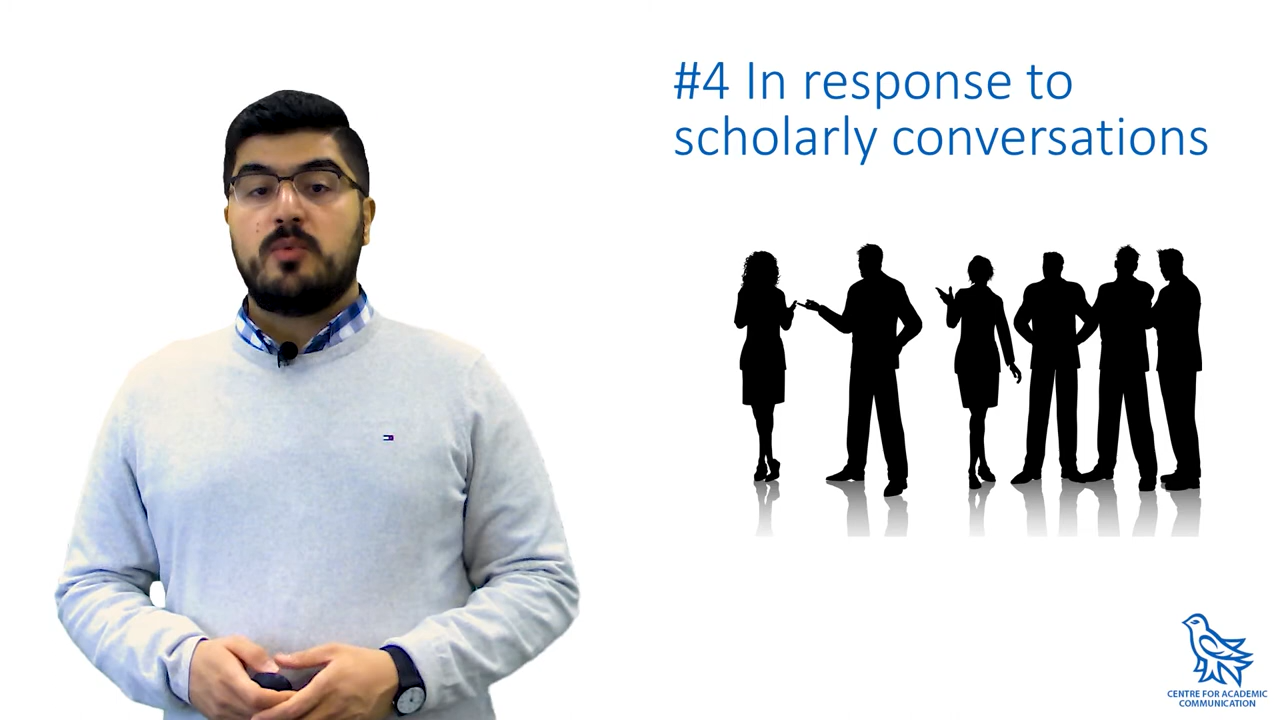 #4 In response to
scholarly conversations
CENTRE FOR ACADEMIC
COMMUNICATION